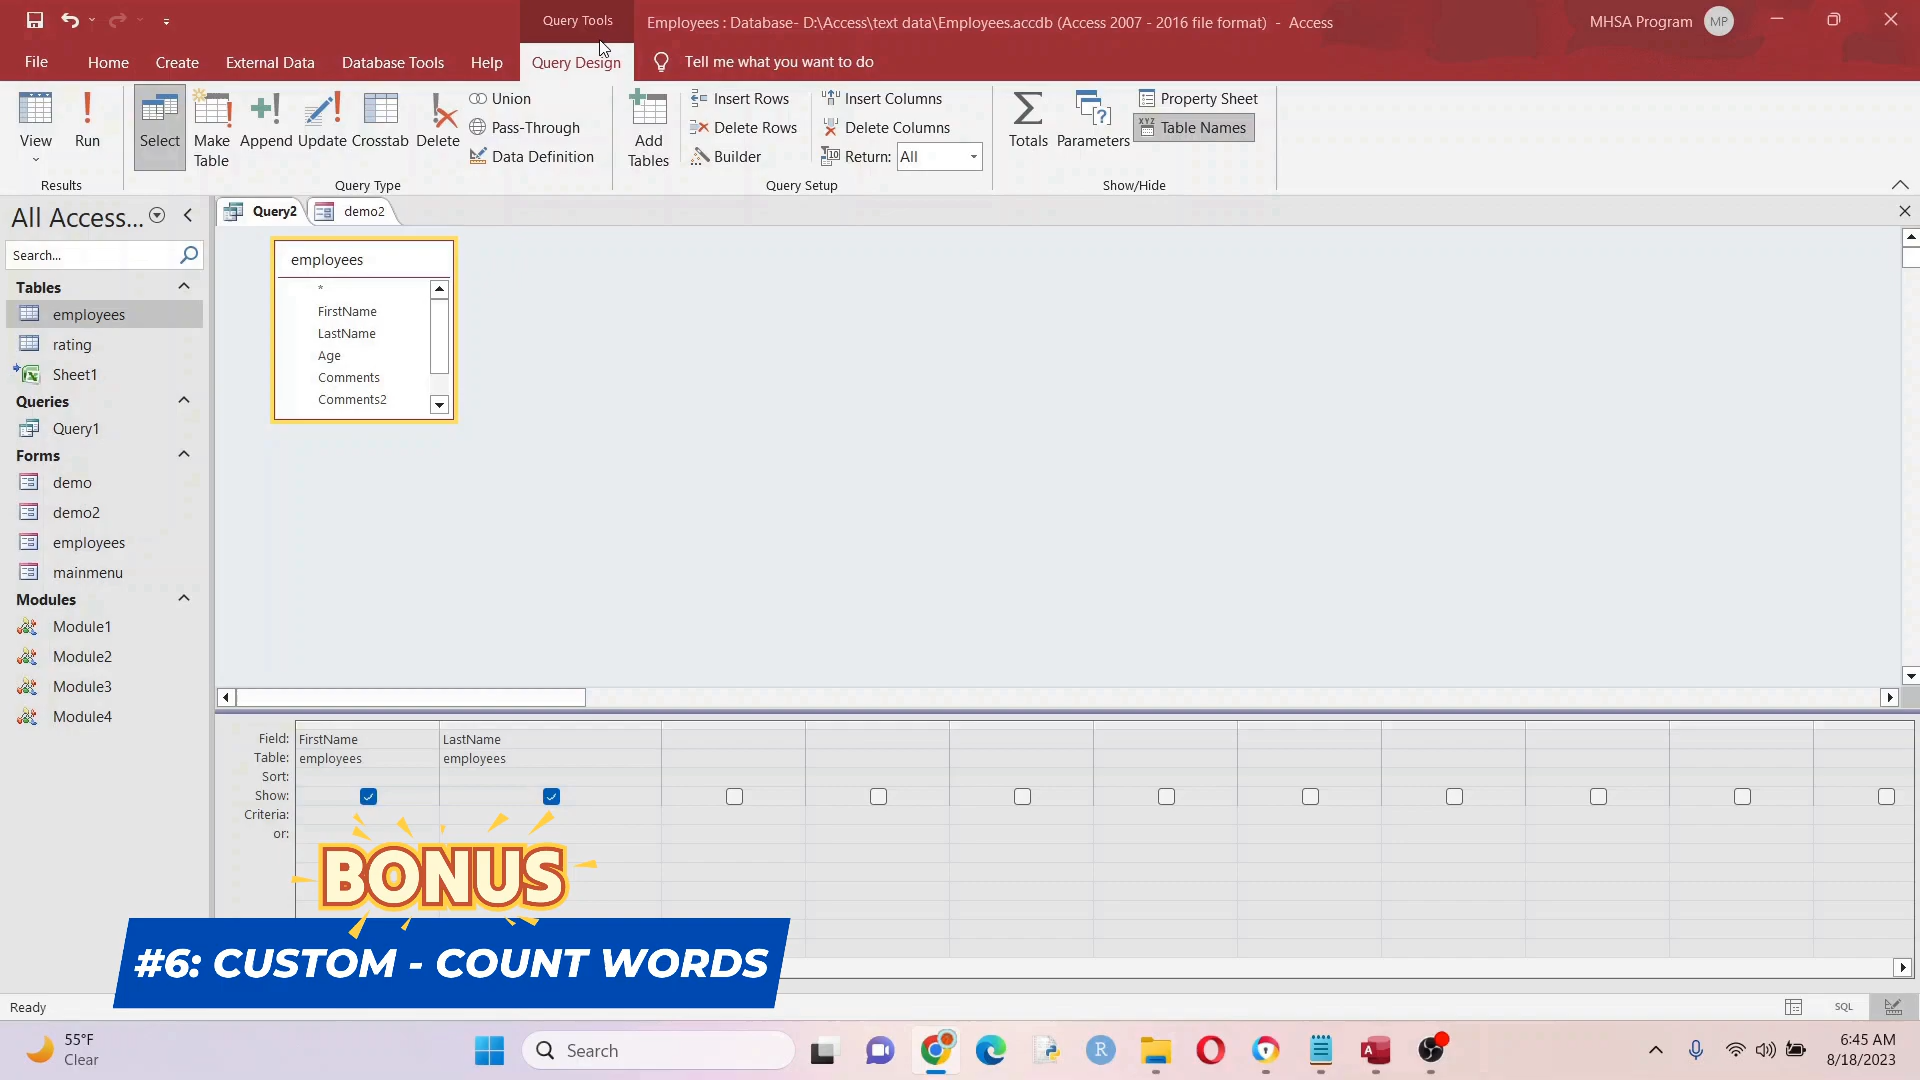 Query Tools
Employees : Database- D:\Access\text data\Employees.accdb (Access 2007 - 2016 file format) - Access
MHSA Program
MP
File
Home
Create
External Data
Database Tools
Help
Query Design
Tell me what you want to do
View
Run
Results
Select
Make Table
Append
Update
Crosstab
Delete
Union
Pass-Through
Data Definition
Query Type
Add Tables
Insert Rows
Delete Rows
Builder
Insert Columns
Delete Columns
Return: All
Query Setup
Totals
Parameters
Property Sheet
Table Names
Show/Hide
All Access...
Search...
Tables
employees
rating
Sheet1
Queries
Query1
Forms
demo
demo2
employees
mainmenu
Modules
Module1
Module2
Module3
Module4
Query2
demo2
employees
*
FirstName
LastName
Age
Comments
Comments2
Field: FirstName LastName
Table: employees employees
Sort:
Show:
Criteria:
or:
BONUS
#6: CUSTOM - COUNT WORDS
Ready
SQL
55°F
Clear
Search
6:45 AM
8/18/2023